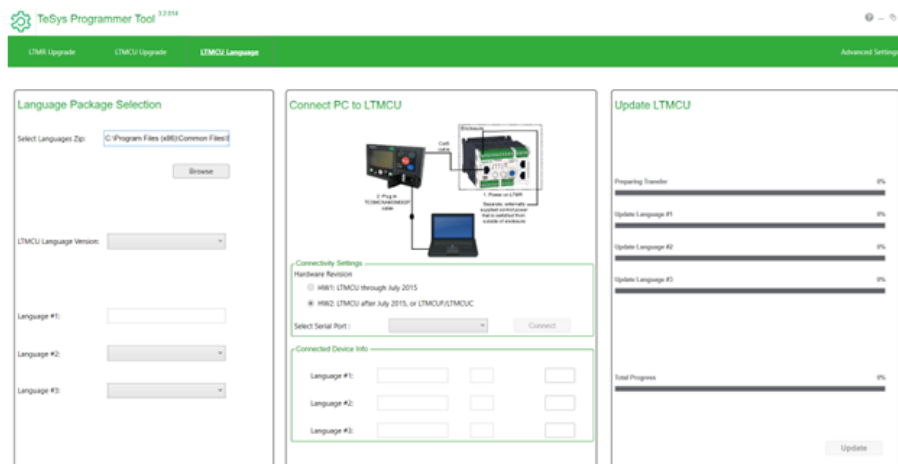 TeSys Programmer Tool 3.2.014
LTMR Upgrade
LTMCU Upgrade
LTMCU Language
Advanced Settings
Language Package Selection
Select Languages Zip:
C:\Program Files (x86)\Common Files\
Browse
LTMCU Language Version:
Language #1:
Language #2:
Language #3:
Connect PC to LTMCU
Enclosure
cable
1. Power on LTMR
Separate, externally
supplied control power
that is switched from
outside of enclosure
2. Plug in
cable
Connectivity Settings
Hardware Revision
HW1: LTMCU through July 2015
HW2: LTMCU after July 2015, or LTMCUF/LTMCUC
Select Serial Port :
Connect
Connected Device Info
Language #1:
Language #2:
Language #3:
Update LTMCU
Preparing Transfer 0%
Update Language #1 0%
Update Language #2 0%
Update Language #3 0%
Total Progress 0%
Update